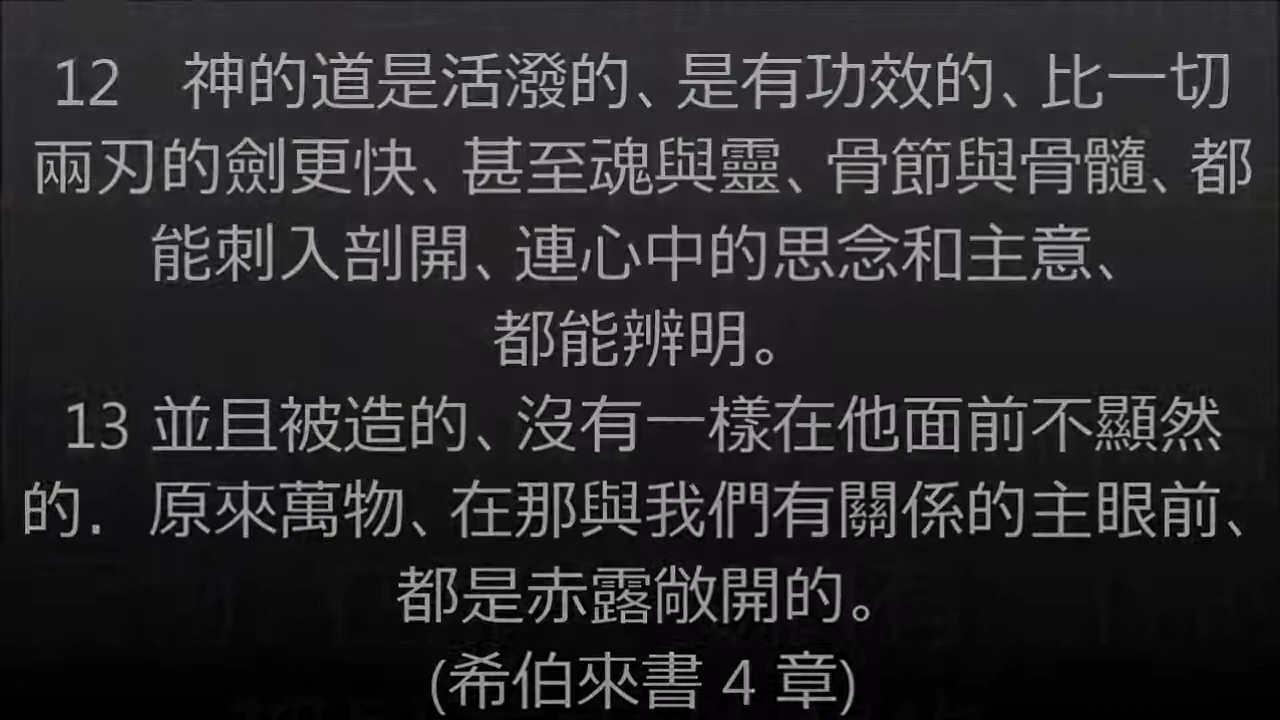 12　神的道是活潑的、是有功效的、比一切
兩刃的劍更快、甚至魂與靈、骨節與骨髓、都
能刺入剖開、連心中的思念和主意、
都能辨明。
13 並且被造的、沒有一樣在他面前不顯然
的．原來萬物、在那與我們有關係的主眼前、
都是赤露敞開的。
(希伯來書 4 章)